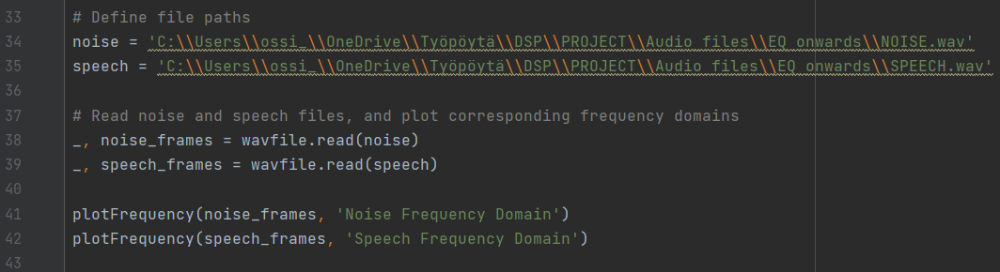 33 # Define file paths
34 noise = 'C:\\Users\\ossi_\\OneDrive\\Työpöytä\\DSP\\PROJECT\\Audio files\\EQ onwards\\NOISE.wav'
35 speech = 'C:\\Users\\ossi_\\OneDrive\\Työpöytä\\DSP\\PROJECT\\Audio files\\EQ onwards\\SPEECH.wav'
36
37 # Read noise and speech files, and plot corresponding frequency domains
38 _, noise_frames = wavfile.read(noise)
39 _, speech_frames = wavfile.read(speech)
40
41 plotFrequency(noise_frames, 'Noise Frequency Domain')
42 plotFrequency(speech_frames, 'Speech Frequency Domain')
43